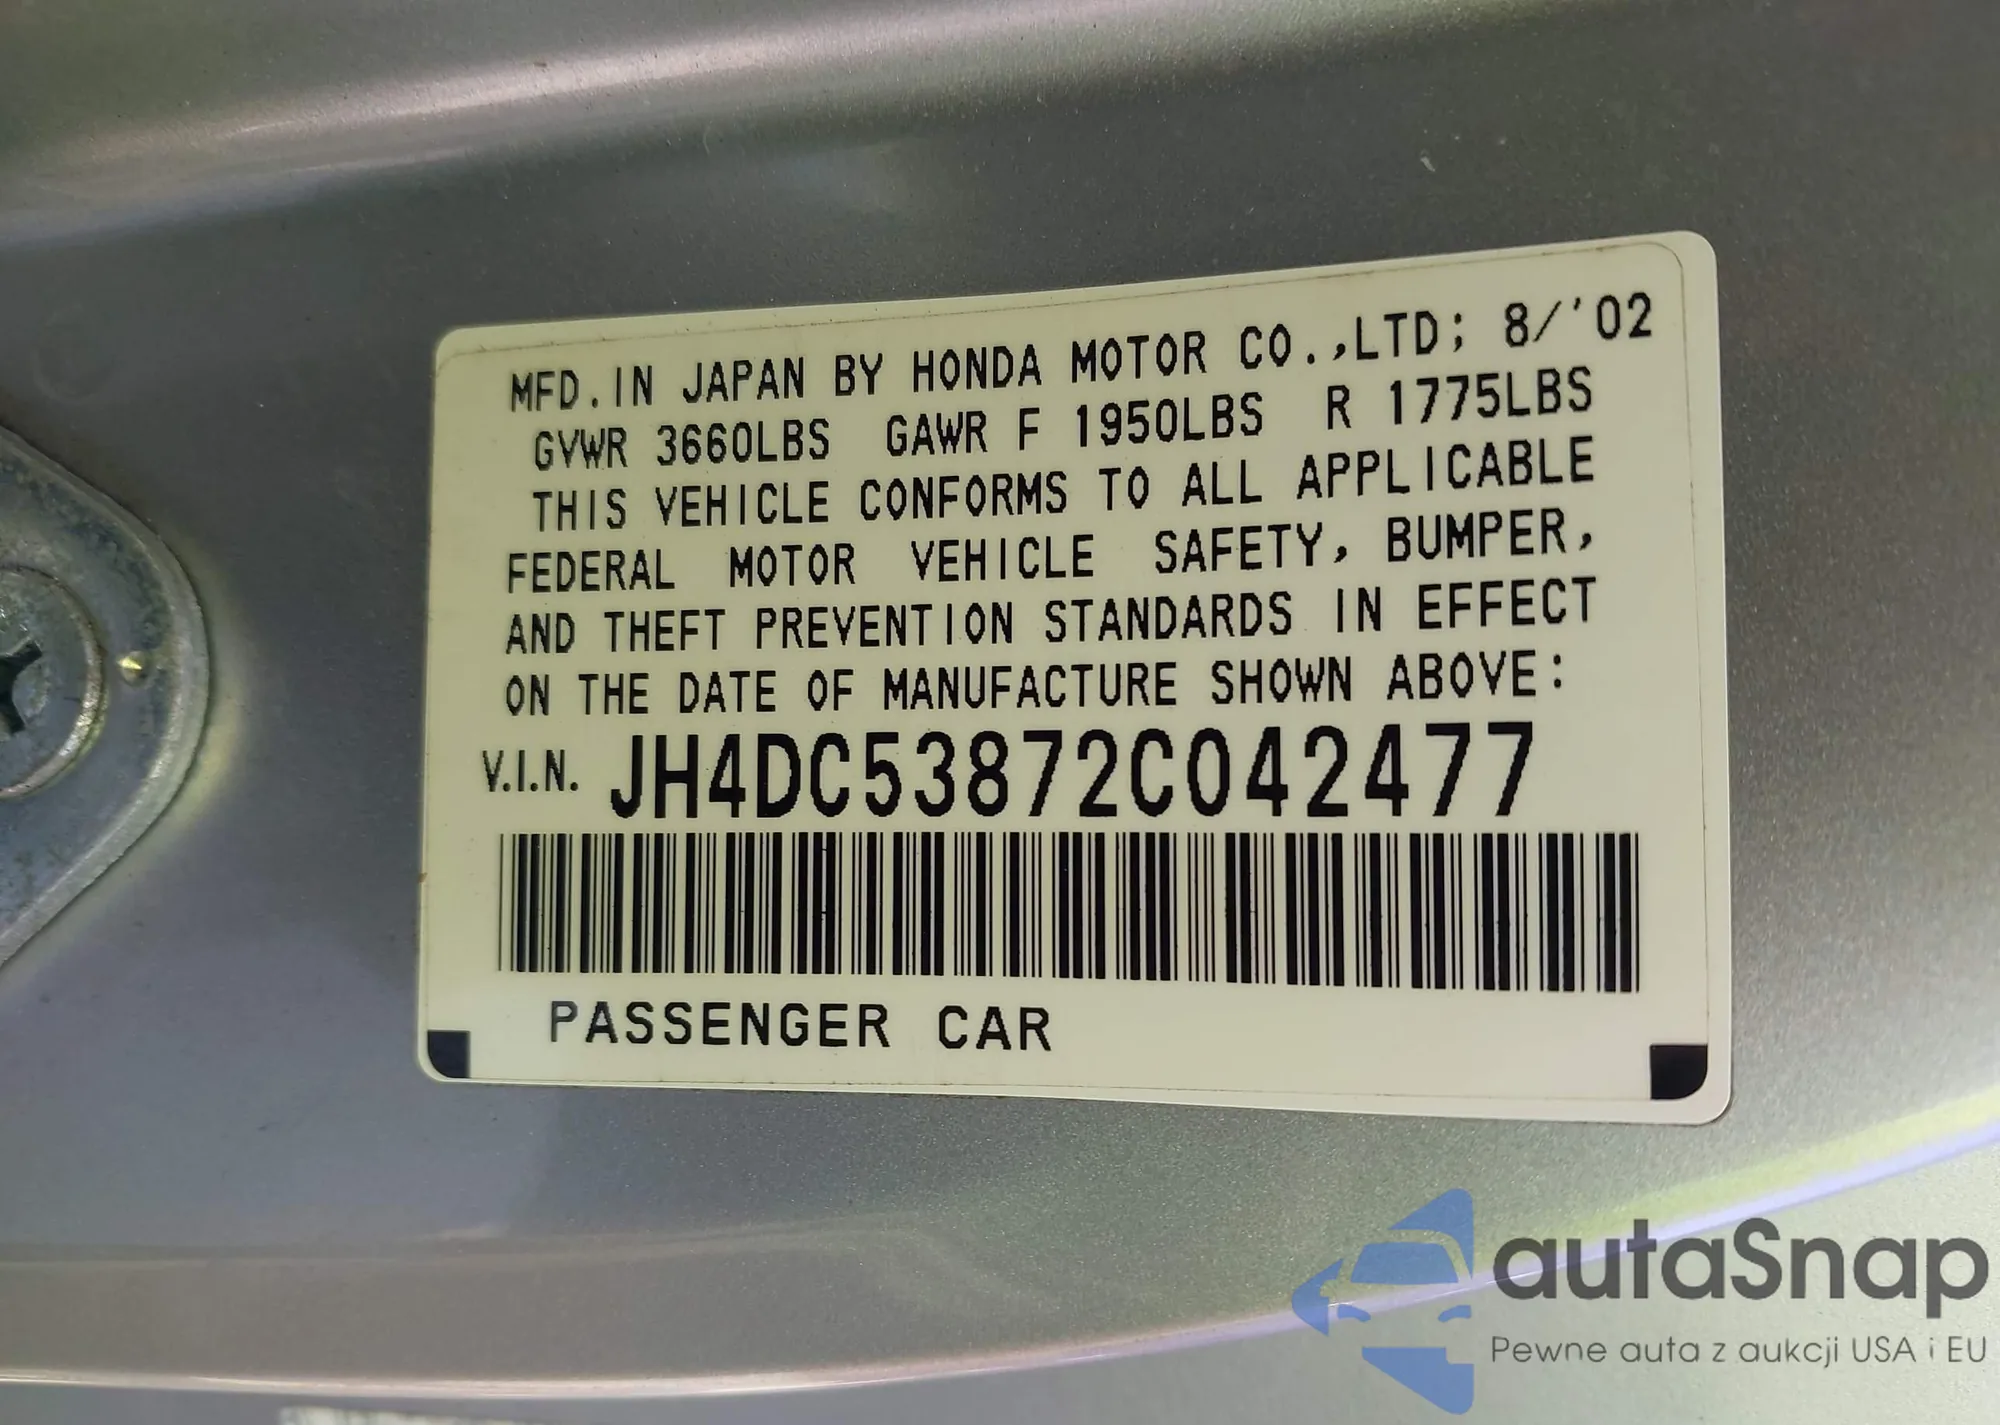 MFD. IN JAPAN BY HONDA MOTOR CO.,LTD; 8/'02
GVWR 3660LBS GAWR F 1950LBS R 1775LBS
THIS VEHICLE CONFORMS TO ALL APPLICABLE
FEDERAL MOTOR VEHICLE SAFETY, BUMPER,
AND THEFT PREVENTION STANDARDS IN EFFECT
ON THE DATE OF MANUFACTURE SHOWN ABOVE:
V.I.N. JH4DC53872C042477
PASSENGER CAR
autaSnap
Pewne auta z aukcji USA i EU